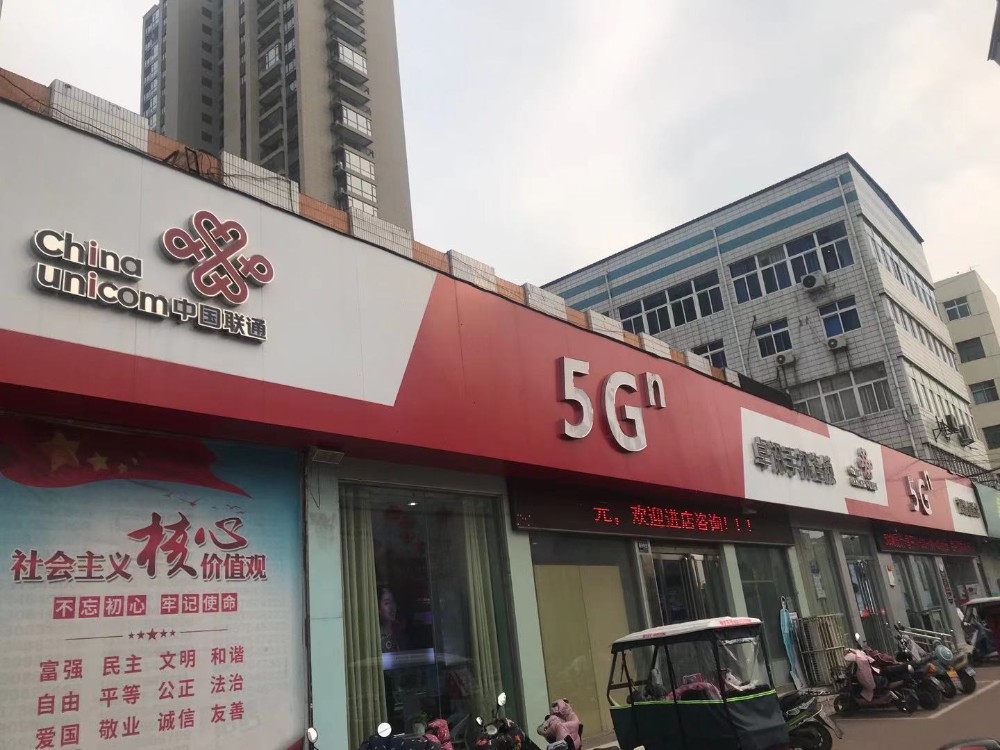 China
unicom中国联通
5Gⁿ
元，欢迎进店咨询！！！
5Gⁿ
社会主义核心价值观
不忘初心 牢记使命
富强 民主 文明 和谐
自由 平等 公正 法治
爱国 敬业 诚信 友善